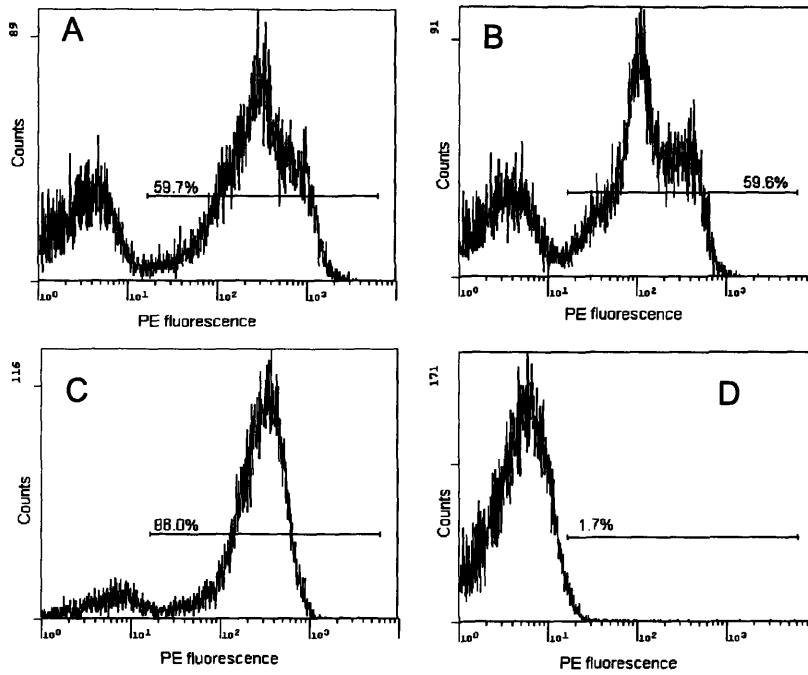 A
89
Counts
59.7%
10⁰ 10¹ 10² 10³
PE fluorescence
B
91
Counts
59.6%
10⁰ 10¹ 10² 10³
PE fluorescence
C
116
Counts
88.0%
10⁰ 10¹ 10² 10³
PE fluorescence
D
171
Counts
1.7%
10⁰ 10¹ 10² 10³
PE fluorescence